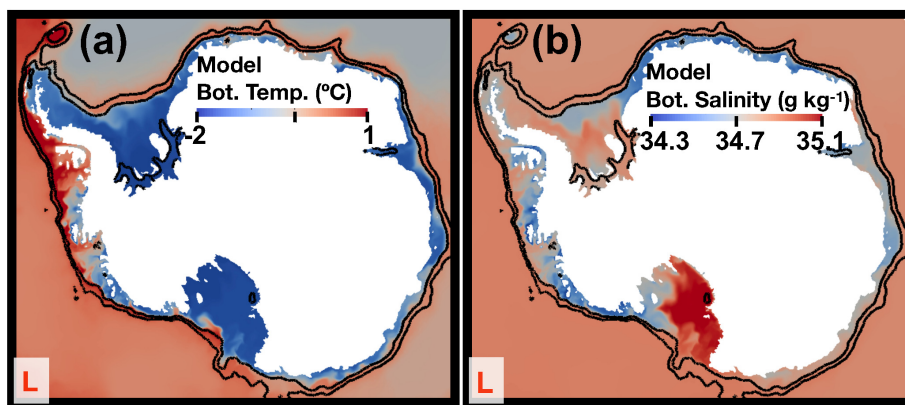 (a)
Model
Bot. Temp. (ºC)
-2 1
L
(b)
Model
Bot. Salinity (g kg⁻¹)
34.3 34.7 35.1
L